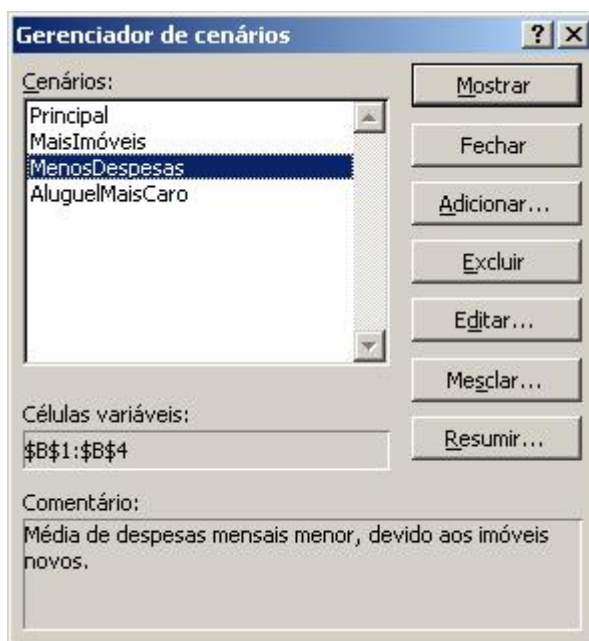 Gerenciador de cenários
Cenários:
Principal
MaisImóveis
MenosDespesas
AluguelMaisCaro
Mostrar
Fechar
Adicionar...
Excluir
Editar...
Mesclar...
Resumir...
Células variáveis:
$B$1:$B$4
Comentário:
Média de despesas mensais menor, devido aos imóveis
novos.